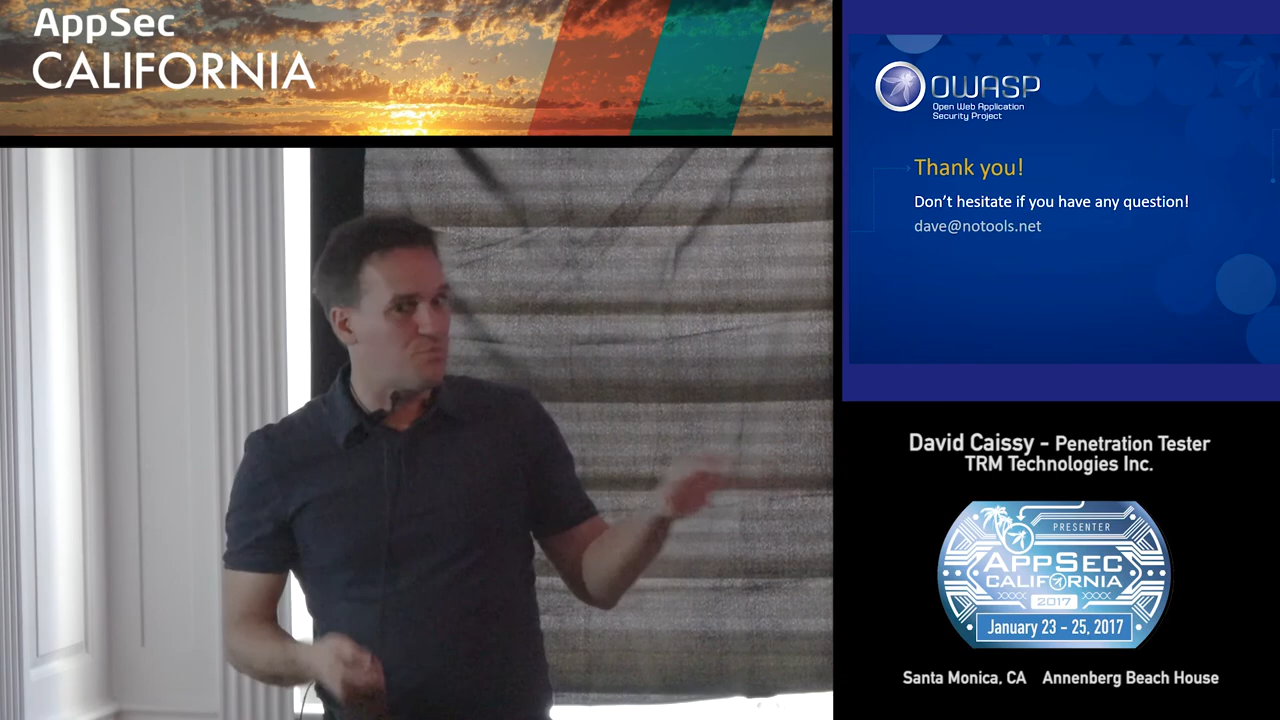 AppSec
CALIFORNIA
OWASP
Open Web Application
Security Project
Thank you!
Don't hesitate if you have any question!
dave@notools.net
David Caissy - Penetration Tester
TRM Technologies Inc.
PRESENTER
APPSEC
CALIFORNIA
2017
January 23 - 25, 2017
Santa Monica, CA Annenberg Beach House